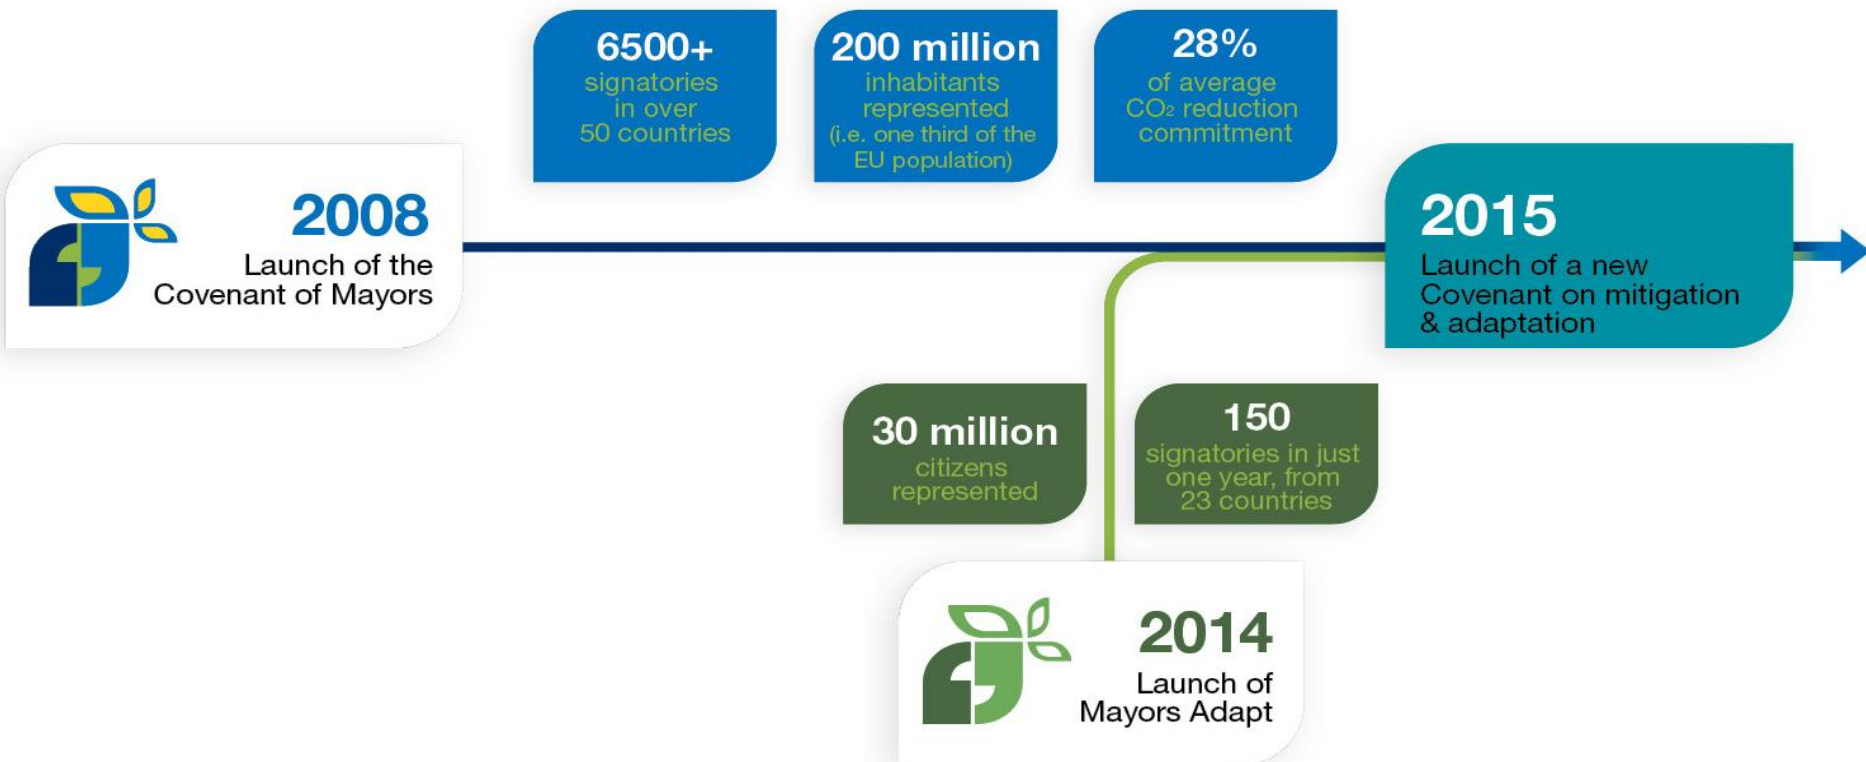 6500+
signatories
in over
50 countries
200 million
inhabitants
represented
(i.e. one third of the
EU population)
28%
of average
CO₂ reduction
commitment
2008
Launch of the
Covenant of Mayors
2015
Launch of a new
Covenant on mitigation
& adaptation
30 million
citizens
represented
150
signatories in just
one year, from
23 countries
2014
Launch of
Mayors Adapt